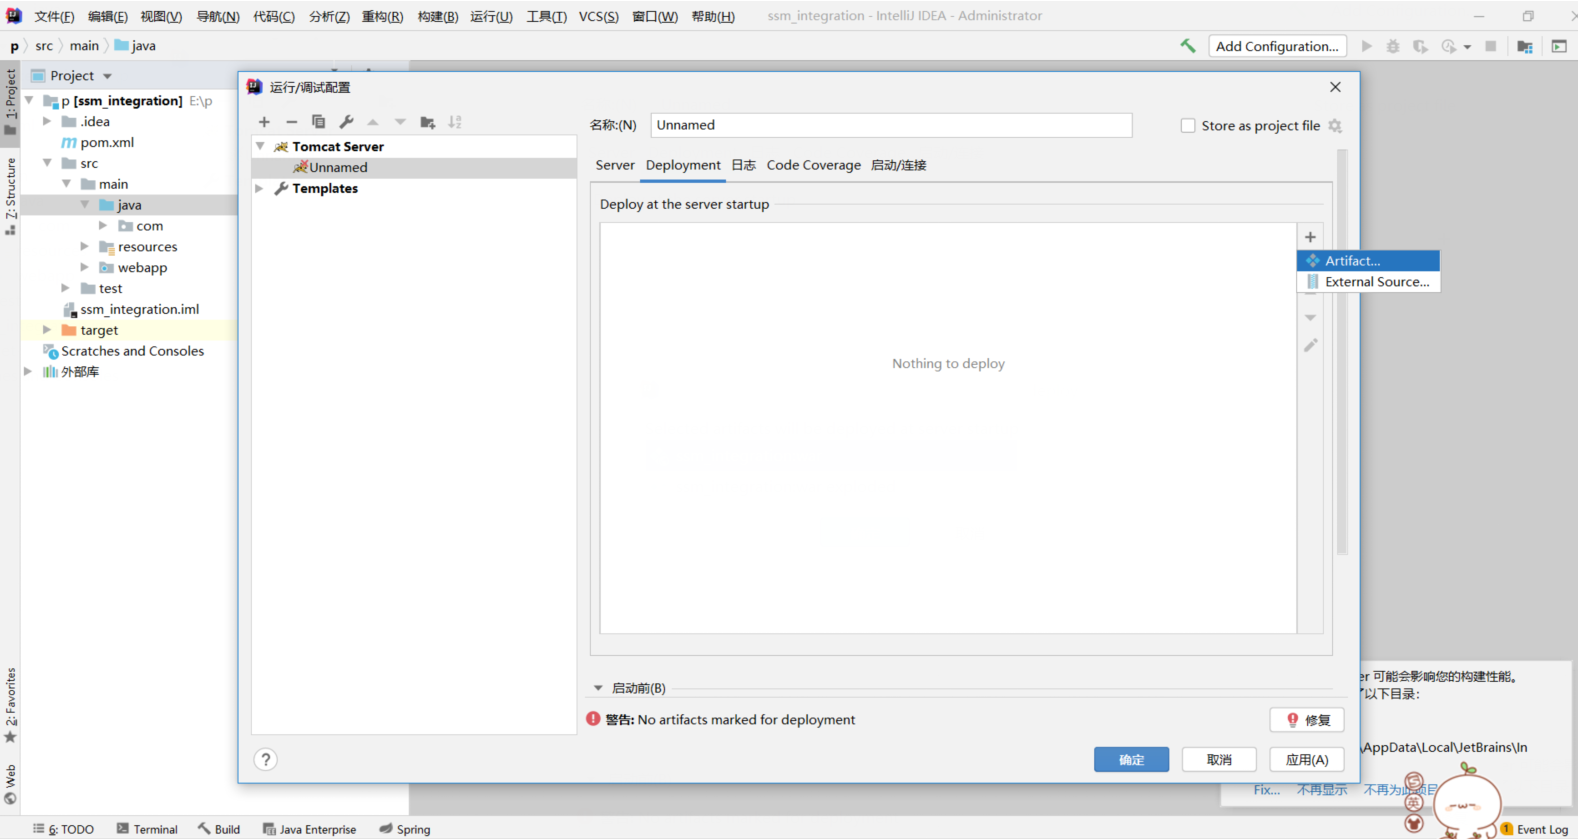 文件(F) 编辑(E) 视图(V) 导航(N) 代码(C) 分析(Z) 重构(R) 构建(B) 运行(U) 工具(T) VCS(S) 窗口(W) 帮助(H) ssm_integration - IntelliJ IDEA - Administrator
p src main java
Add Configuration...
1: Project
Z: Structure
2: Favorites
Web
Project
p [ssm_integration] E:\p
.idea
pom.xml
src
main
java
com
resources
webapp
test
ssm_integration.iml
target
Scratches and Consoles
外部库
运行/调试配置
Tomcat Server
Unnamed
Templates
名称:(N) Unnamed
Store as project file
Server Deployment 日志 Code Coverage 启动/连接
Deploy at the server startup
Artifact...
External Source...
Nothing to deploy
启动前(B)
警告: No artifacts marked for deployment
修复
?
确定 取消 应用(A)
er 可能会影响您的构建性能。
了以下目录:
\AppData\Local\JetBrains\In
Fix... 不再显示 不再为此项目
英
6: TODO Terminal Build Java Enterprise Spring
1 Event Log